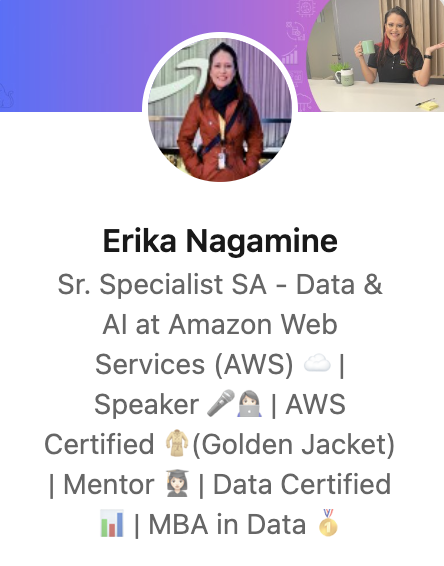 Erika Nagamine
Sr. Specialist SA - Data &
AI at Amazon Web
Services (AWS) ☁️ |
Speaker 🎤👩🏻‍💻 | AWS
Certified 🥋(Golden Jacket)
| Mentor 👩🏻‍🎓 | Data Certified
📊 | MBA in Data 🏅